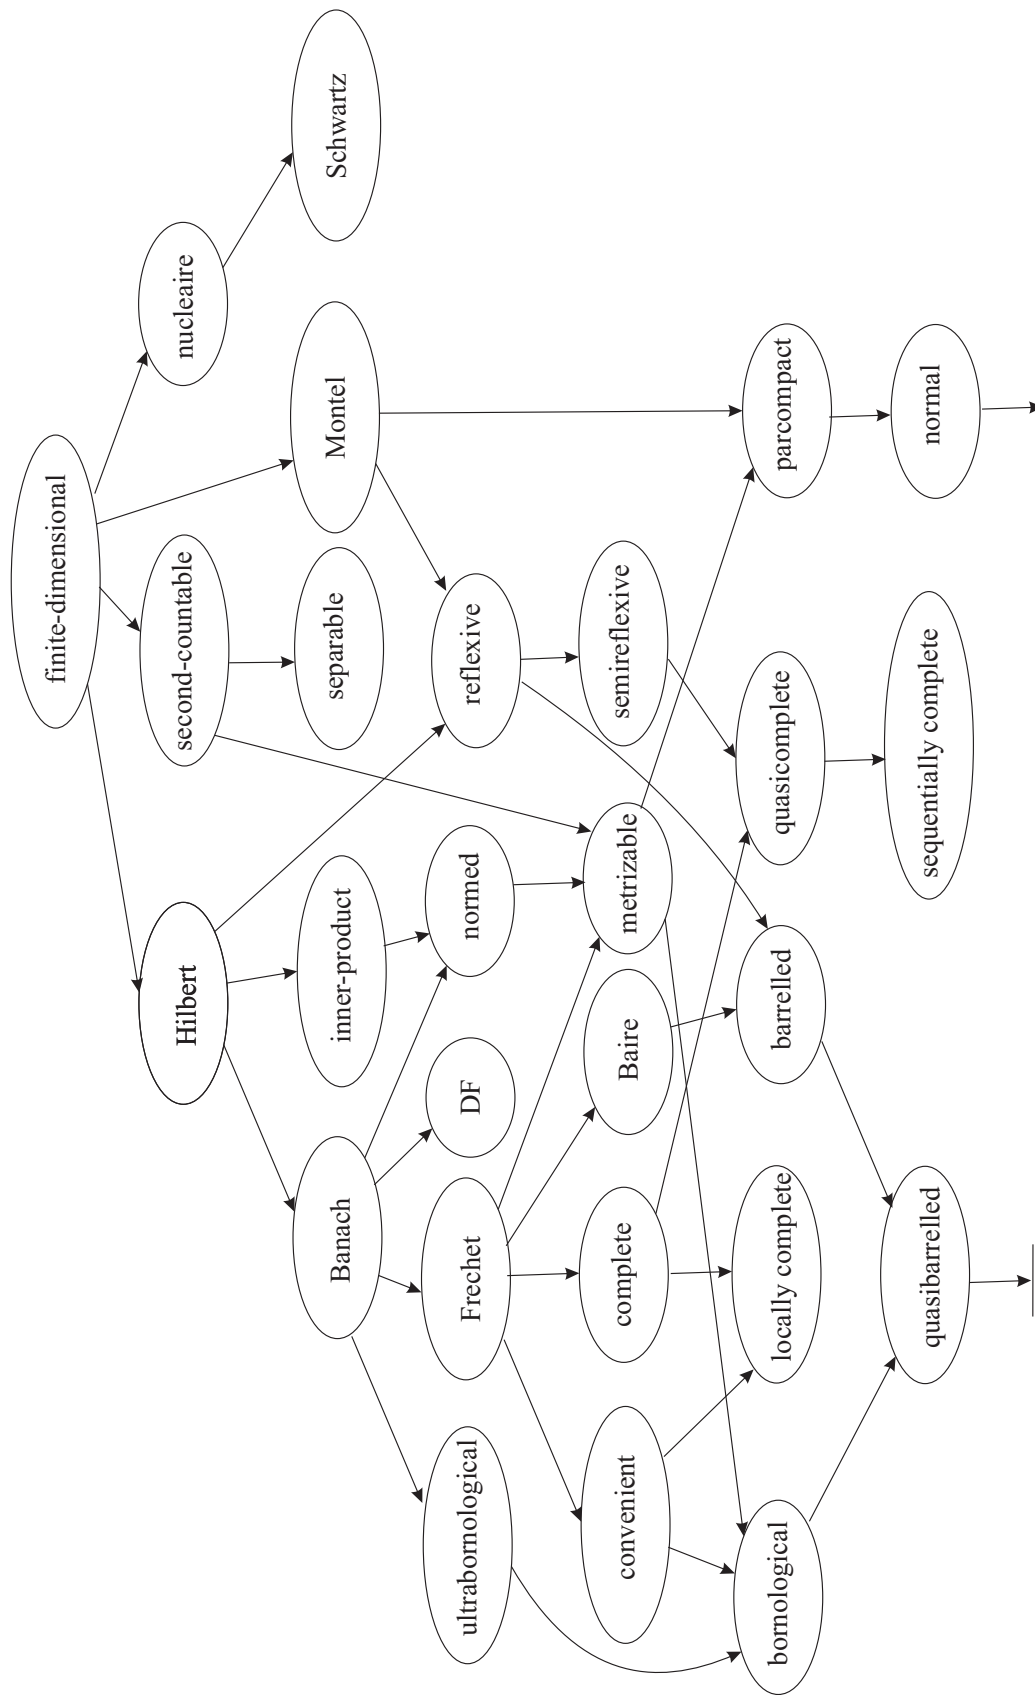 finite-dimensional
Hilbert
second-countable
nucleaire
Banach
inner-product
separable
Montel
Schwartz
ultrabornological
Frechet
DF
normed
reflexive
convenient
complete
Baire
metrizable
semireflexive
bornological
locally complete
barrelled
quasicomplete
parcompact
quasibarrelled
sequentially complete
normal